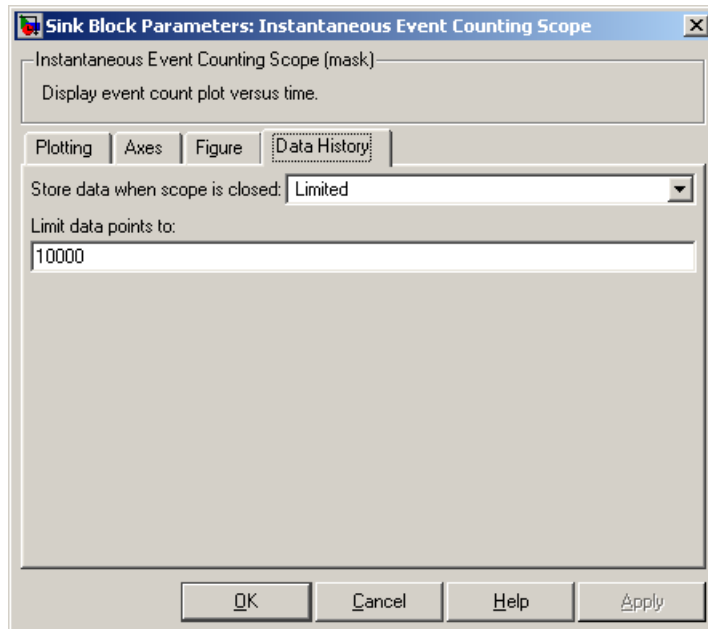 Sink Block Parameters: Instantaneous Event Counting Scope
Instantaneous Event Counting Scope (mask)
Display event count plot versus time.
Plotting Axes Figure Data History
Store data when scope is closed: Limited
Limit data points to:
10000
OK Cancel Help Apply